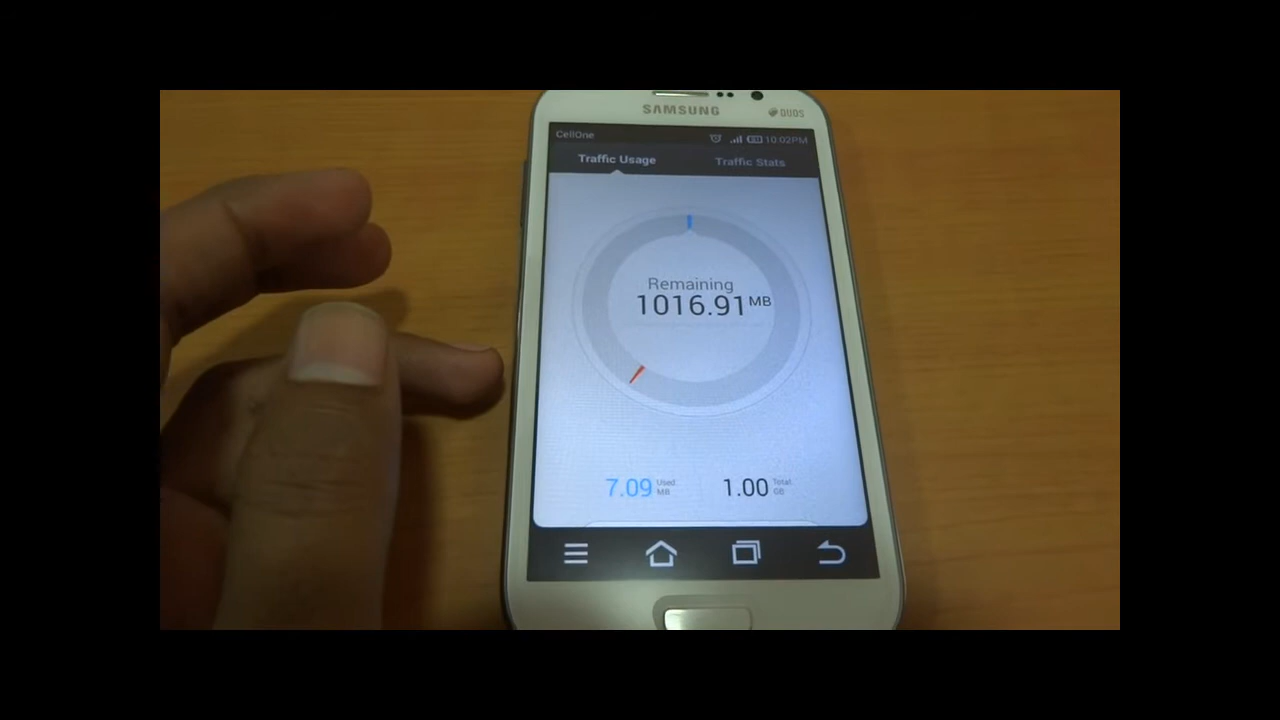 SAMSUNG
DUOS
CellOne
10:02PM
Traffic Usage
Traffic Stats
Remaining
1016.91 MB
7.09 Used MB
1.00 Total GB